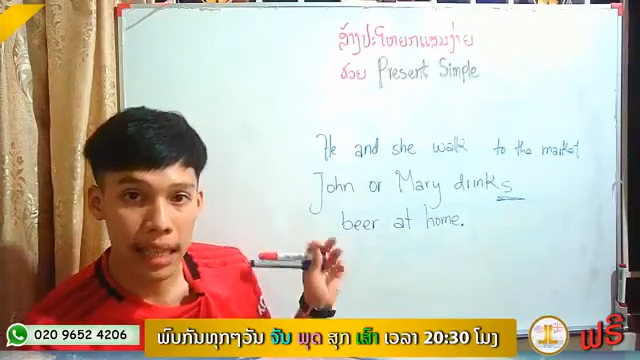 ສ້າງປະໂຫຍກແສນງ່າຍ
ດ້ວຍ Present Simple
He and she walk to the market
John or Mary drinks
beer at home.
020 9652 4206
ພົບກັນທຸກໆວັນ ຈັນ ພຸດ ສຸກ ເສົາ ເວລາ 20:30 ໂມງ
ຟຣີ